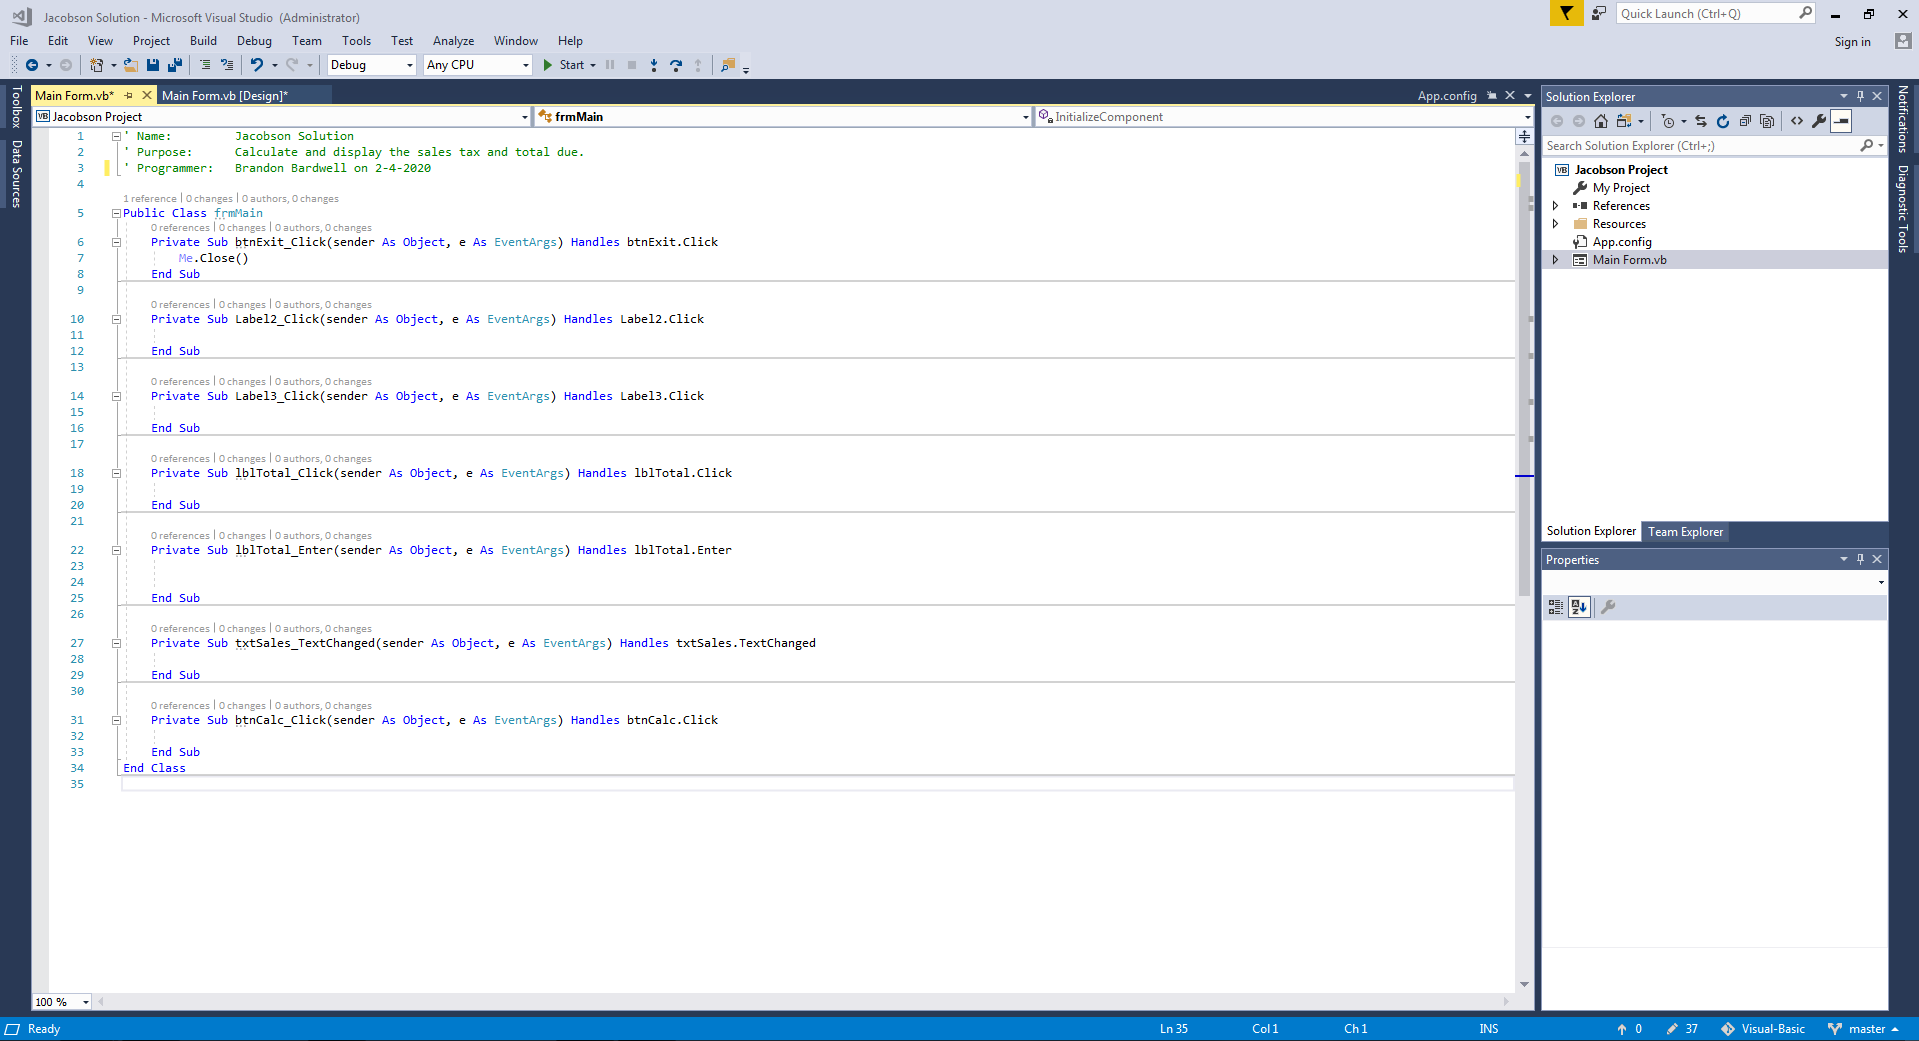 Jacobson Solution - Microsoft Visual Studio (Administrator)
Quick Launch (Ctrl+Q)
File Edit View Project Build Debug Team Tools Test Analyze Window Help
Sign in
Debug Any CPU Start
Toolbox
Data Sources
Main Form.vb* Main Form.vb [Design]* App.config
Jacobson Project frmMain InitializeComponent
1 ' Name: Jacobson Solution
2 ' Purpose: Calculate and display the sales tax and total due.
3 ' Programmer: Brandon Bardwell on 2-4-2020
4
1 reference | 0 changes | 0 authors, 0 changes
5 Public Class frmMain
0 references | 0 changes | 0 authors, 0 changes
6 Private Sub btnExit_Click(sender As Object, e As EventArgs) Handles btnExit.Click
7 Me.Close()
8 End Sub
9
0 references | 0 changes | 0 authors, 0 changes
10 Private Sub Label2_Click(sender As Object, e As EventArgs) Handles Label2.Click
11
12 End Sub
13
0 references | 0 changes | 0 authors, 0 changes
14 Private Sub Label3_Click(sender As Object, e As EventArgs) Handles Label3.Click
15
16 End Sub
17
0 references | 0 changes | 0 authors, 0 changes
18 Private Sub lblTotal_Click(sender As Object, e As EventArgs) Handles lblTotal.Click
19
20 End Sub
21
0 references | 0 changes | 0 authors, 0 changes
22 Private Sub lblTotal_Enter(sender As Object, e As EventArgs) Handles lblTotal.Enter
23
24
25 End Sub
26
0 references | 0 changes | 0 authors, 0 changes
27 Private Sub txtSales_TextChanged(sender As Object, e As EventArgs) Handles txtSales.TextChanged
28
29 End Sub
30
0 references | 0 changes | 0 authors, 0 changes
31 Private Sub btnCalc_Click(sender As Object, e As EventArgs) Handles btnCalc.Click
32
33 End Sub
34 End Class
35
100 %
Solution Explorer
Search Solution Explorer (Ctrl+;)
VB Jacobson Project
My Project
References
Resources
App.config
Main Form.vb
Solution Explorer Team Explorer
Properties
Notifications
Diagnostic Tools
Ready Ln 35 Col 1 Ch 1 INS 0 37 Visual-Basic master